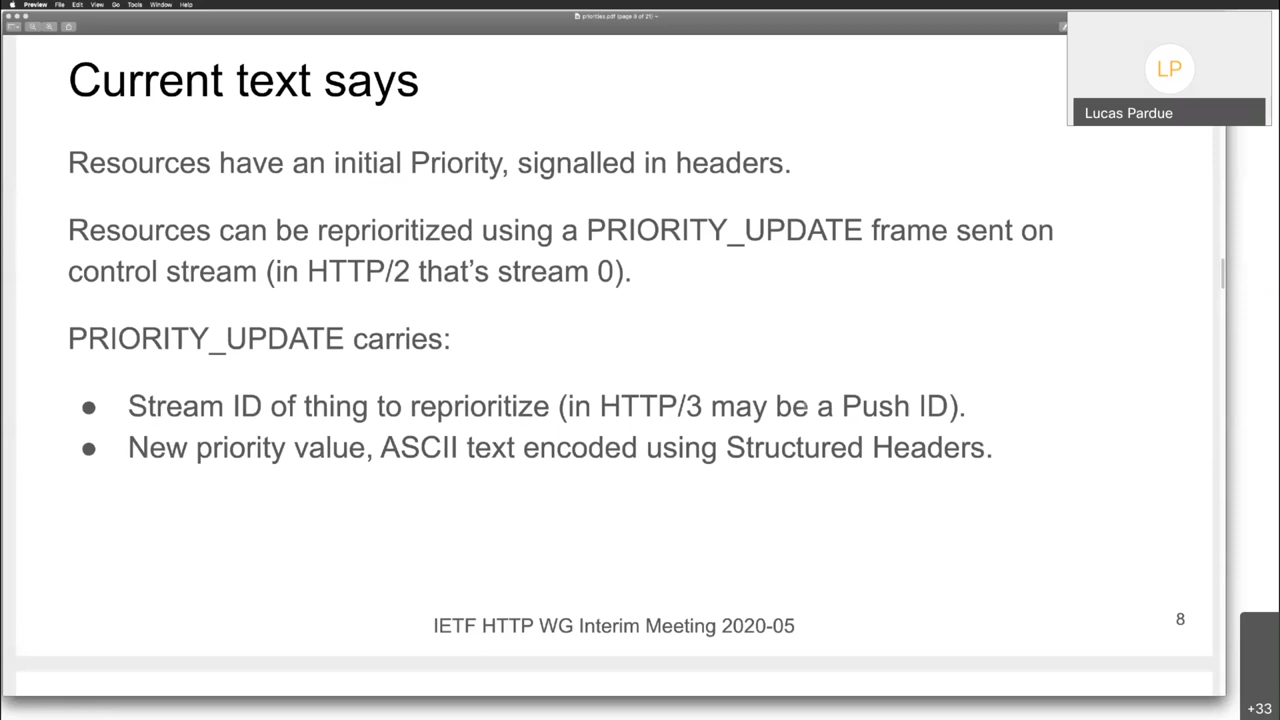 Preview File Edit View Go Tools Window Help
priorities.pdf (page 8 of 21)
Current text says
LP
Lucas Pardue
Resources have an initial Priority, signalled in headers.
Resources can be reprioritized using a PRIORITY_UPDATE frame sent on
control stream (in HTTP/2 that’s stream 0).
PRIORITY_UPDATE carries:
● Stream ID of thing to reprioritize (in HTTP/3 may be a Push ID).
● New priority value, ASCII text encoded using Structured Headers.
IETF HTTP WG Interim Meeting 2020-05
8
+33